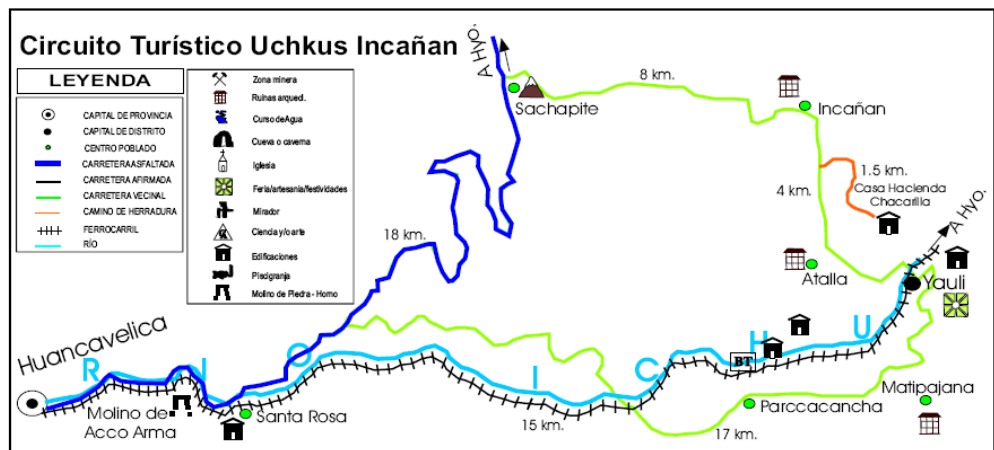 Circuito Turístico Uchkus Incañan
LEYENDA
CAPITAL DE PROVINCIA
CAPITAL DE DISTRITO
CENTRO POBLADO
CARRETERA ASFALTADA
CARRETERA AFIRMADA
CARRETERA VECINAL
CAMINO DE HERRADURA
FERROCARRIL
RÍO
Zona minera
Ruinas arqued.
Curso de Agua
Cueva o caverna
Iglesia
Feria/artesania/festividades
Mirador
Ciencia y/o arte
Edificaciones
Piscigranja
Molino de Piedra - Horno
A Hyo.
Sachapite
8 km.
Incañan
1.5 km.
Casa Hacienda
Chacarilla
4 km.
A Hyo.
18 km.
Atalla
Yauli
Huancavelica
R Í O I C H U
BT
Molino de
Acco Arma
Santa Rosa
15 km.
Parccacancha
Matipajana
17 km.